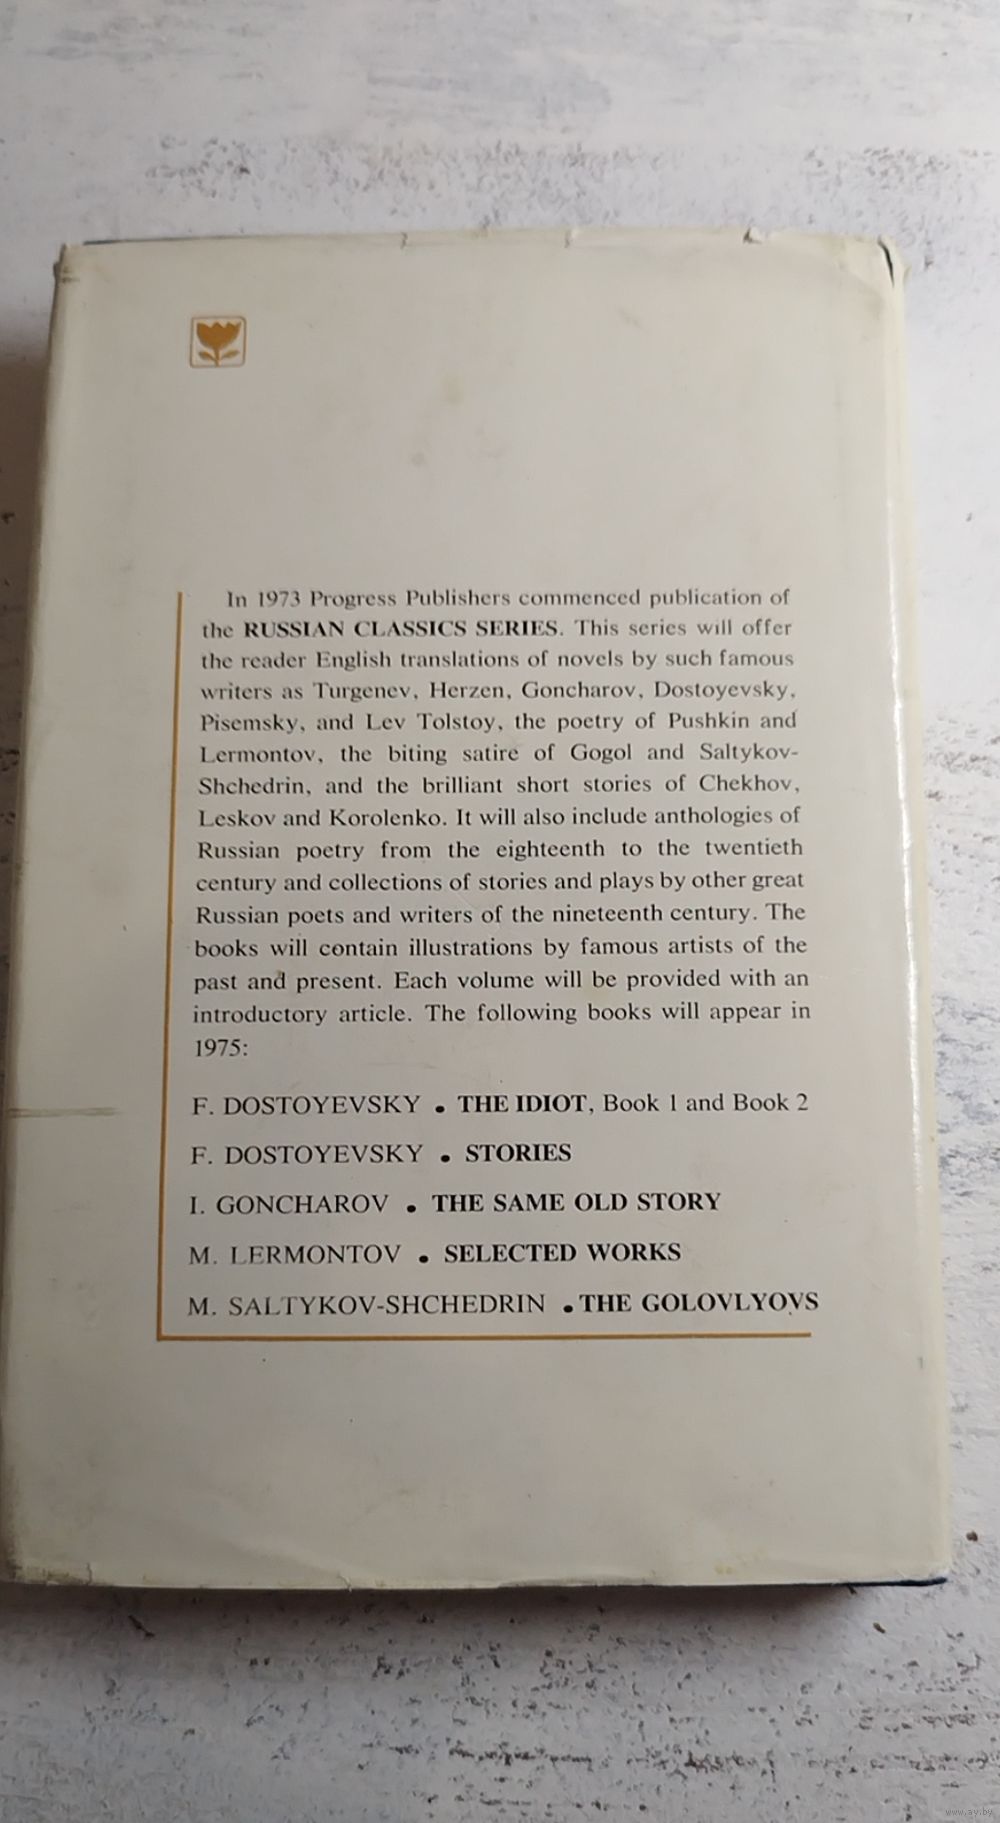 In 1973 Progress Publishers commenced publication of
the RUSSIAN CLASSICS SERIES. This series will offer
the reader English translations of novels by such famous
writers as Turgenev, Herzen, Goncharov, Dostoyevsky,
Pisemsky, and Lev Tolstoy, the poetry of Pushkin and
Lermontov, the biting satire of Gogol and Saltykov-
Shchedrin, and the brilliant short stories of Chekhov,
Leskov and Korolenko. It will also include anthologies of
Russian poetry from the eighteenth to the twentieth
century and collections of stories and plays by other great
Russian poets and writers of the nineteenth century. The
books will contain illustrations by famous artists of the
past and present. Each volume will be provided with an
introductory article. The following books will appear in
1975:
F. DOSTOYEVSKY • THE IDIOT, Book 1 and Book 2
F. DOSTOYEVSKY • STORIES
I. GONCHAROV • THE SAME OLD STORY
M. LERMONTOV • SELECTED WORKS
M. SALTYKOV-SHCHEDRIN • THE GOLOVLYOVS
www.ay.by